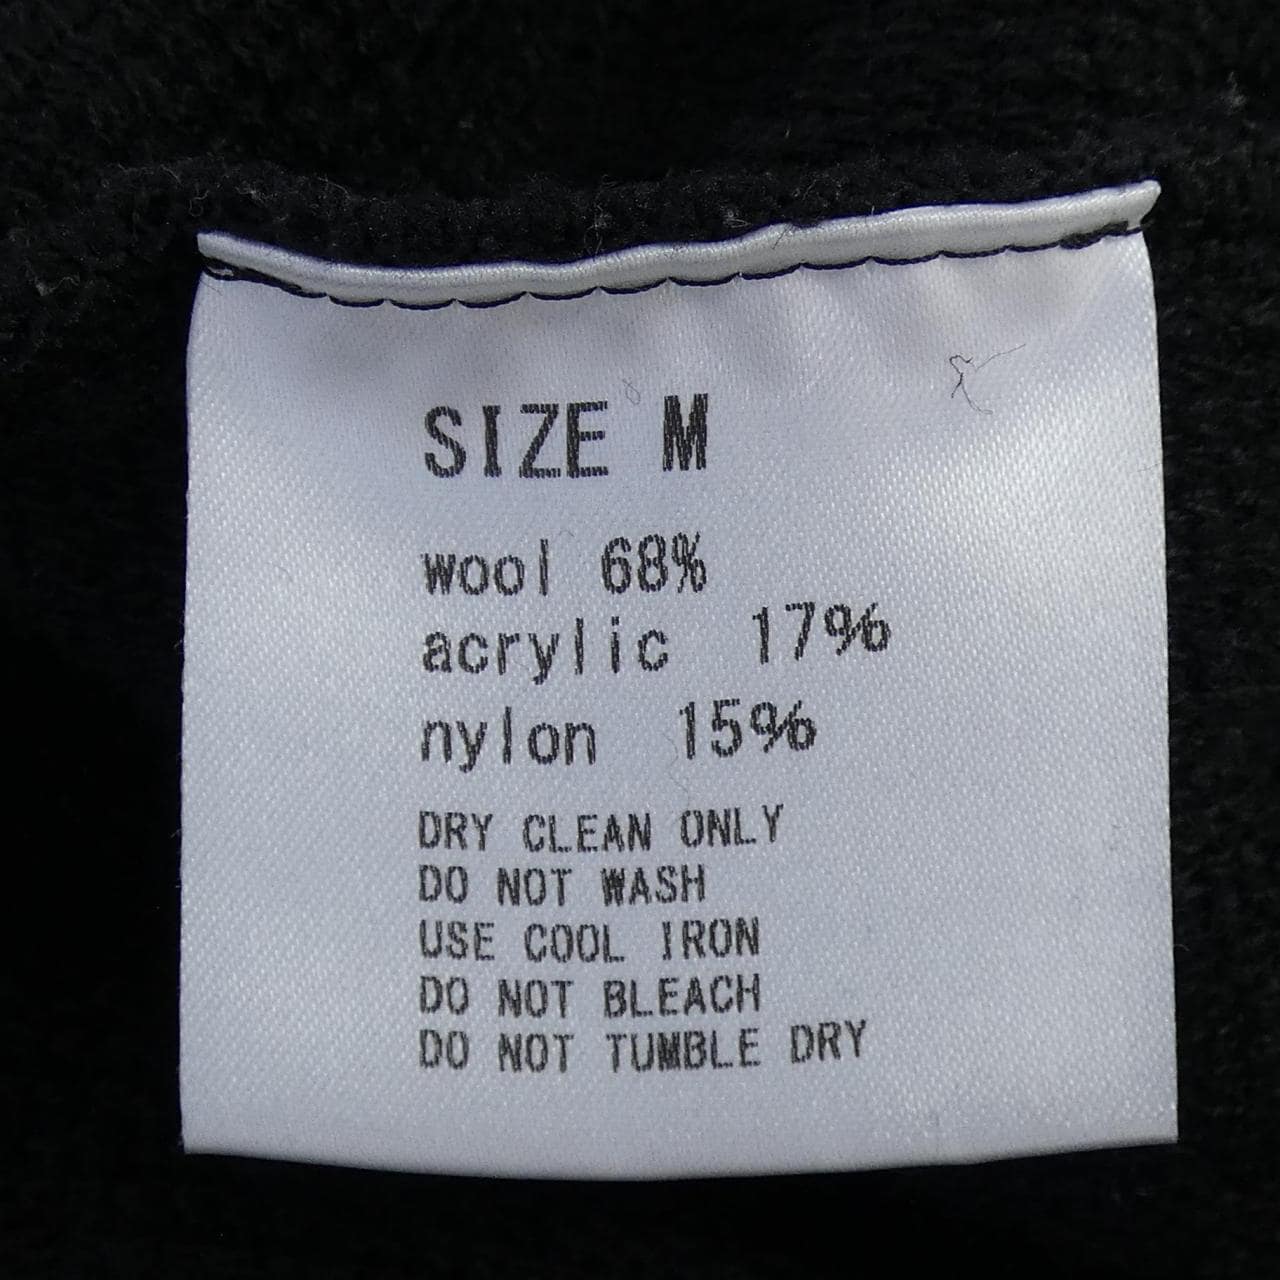 SIZE M
wool 68%
acrylic 17%
nylon 15%
DRY CLEAN ONLY
DO NOT WASH
USE COOL IRON
DO NOT BLEACH
DO NOT TUMBLE DRY